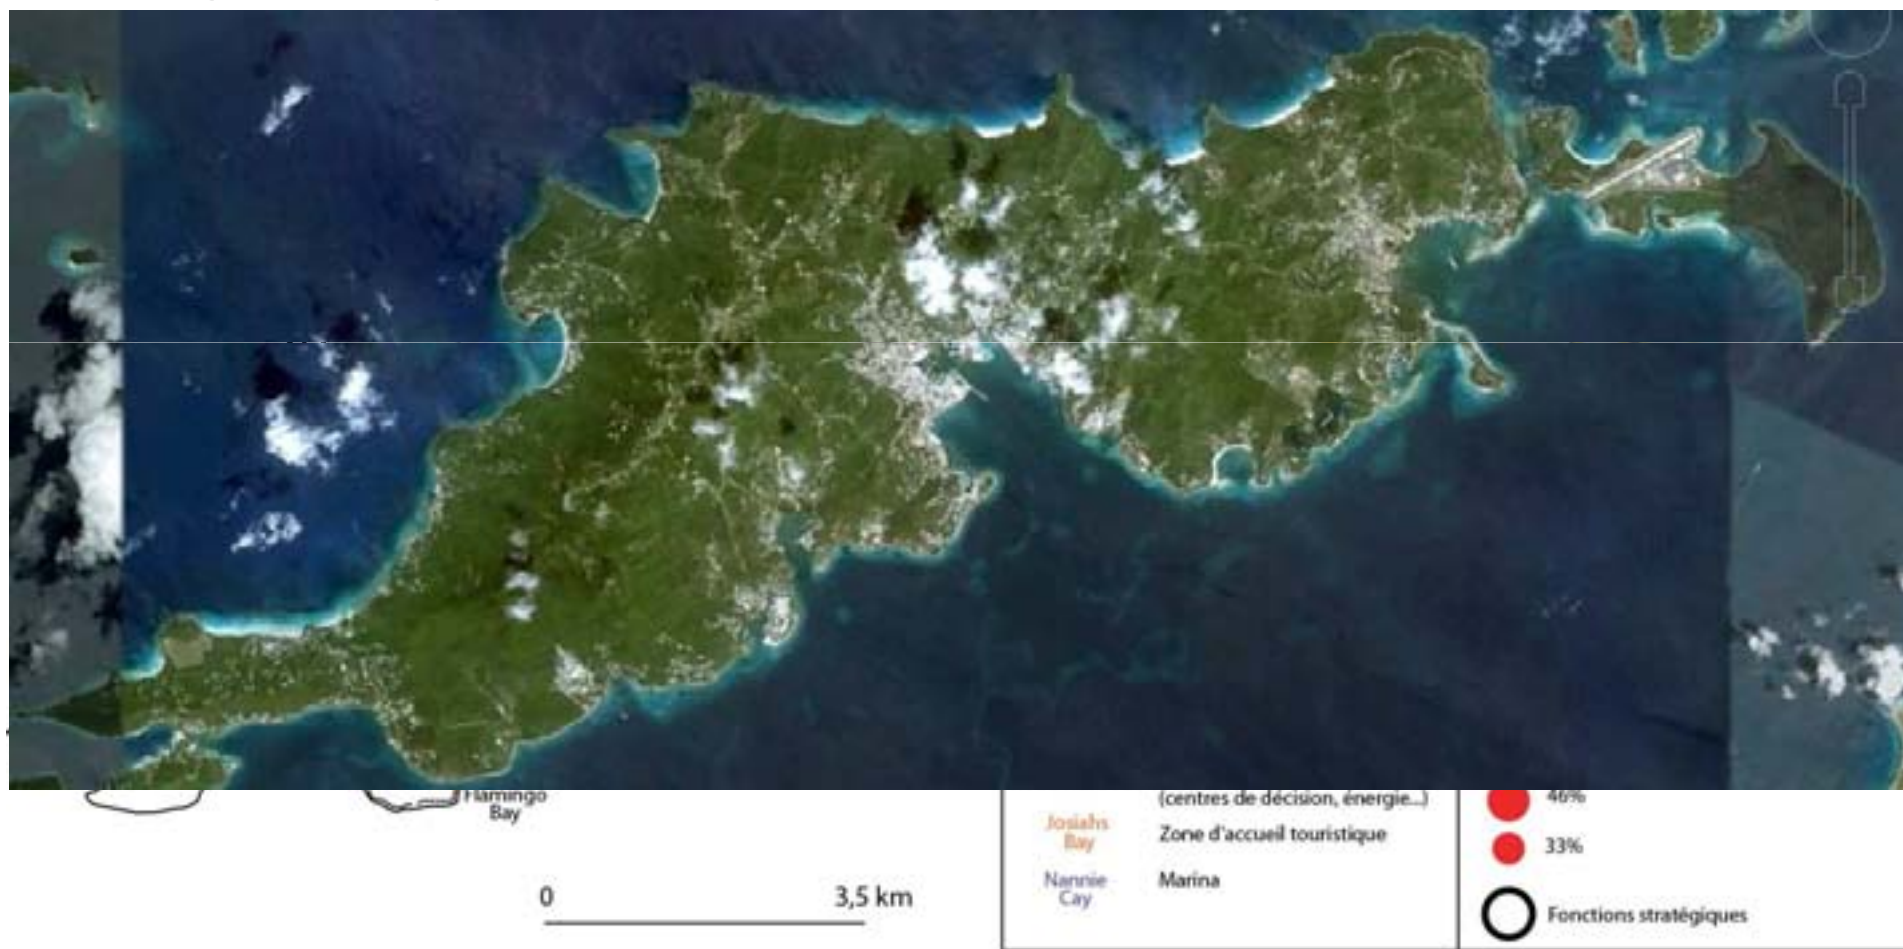 Flamingo
Bay
0
3,5 km
(centres de décision, énergie...)
Josiahs
Bay
Zone d'accueil touristique
Nannie
Cay
Marina
46%
33%
Fonctions stratégiques